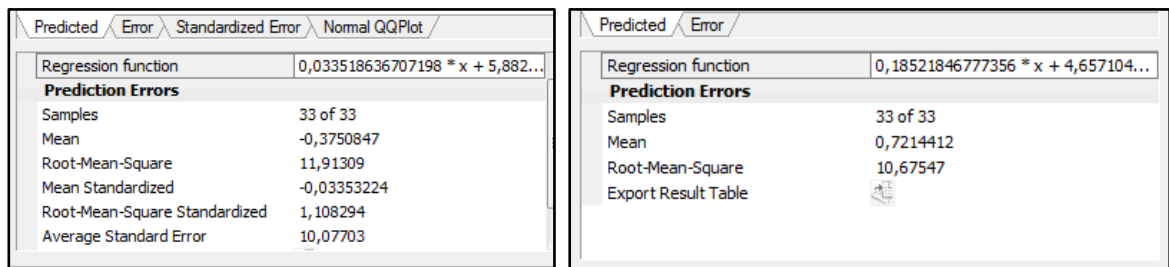 Predicted Error Standardized Error Normal QQPlot
Regression function 0,033518636707198 * x + 5,882...
Prediction Errors
Samples 33 of 33
Mean -0,3750847
Root-Mean-Square 11,91309
Mean Standardized -0,03353224
Root-Mean-Square Standardized 1,108294
Average Standard Error 10,07703
Predicted Error
Regression function 0,18521846777356 * x + 4,657104...
Prediction Errors
Samples 33 of 33
Mean 0,7214412
Root-Mean-Square 10,67547
Export Result Table